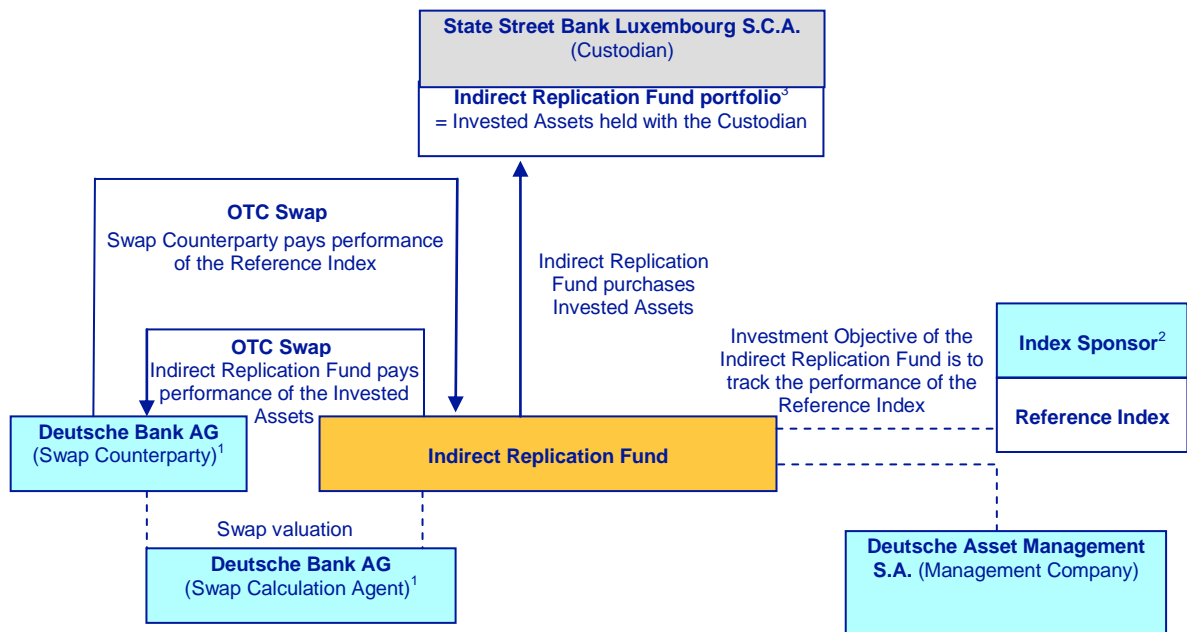 State Street Bank Luxembourg S.C.A.
(Custodian)
Indirect Replication Fund portfolio³
= Invested Assets held with the Custodian
OTC Swap
Swap Counterparty pays performance
of the Reference Index
Indirect Replication
Fund purchases
Invested Assets
OTC Swap
Indirect Replication Fund pays
performance of the Invested
Assets
Investment Objective of the
Indirect Replication Fund is to
track the performance of the
Reference Index
Index Sponsor²
Reference Index
Deutsche Bank AG
(Swap Counterparty)¹
Indirect Replication Fund
Swap valuation
Deutsche Bank AG
(Swap Calculation Agent)¹
Deutsche Asset Management
S.A. (Management Company)